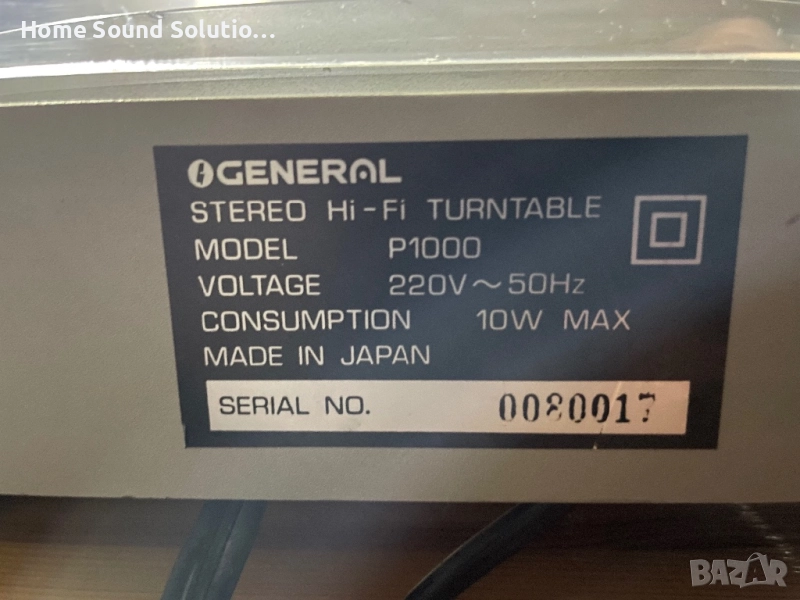 Home Sound Solutio...
GENERAL
STEREO Hi-Fi TURNTABLE
MODEL P1000
VOLTAGE 220V~50Hz
CONSUMPTION 10W MAX
MADE IN JAPAN
SERIAL NO. 0080017
BAZAR